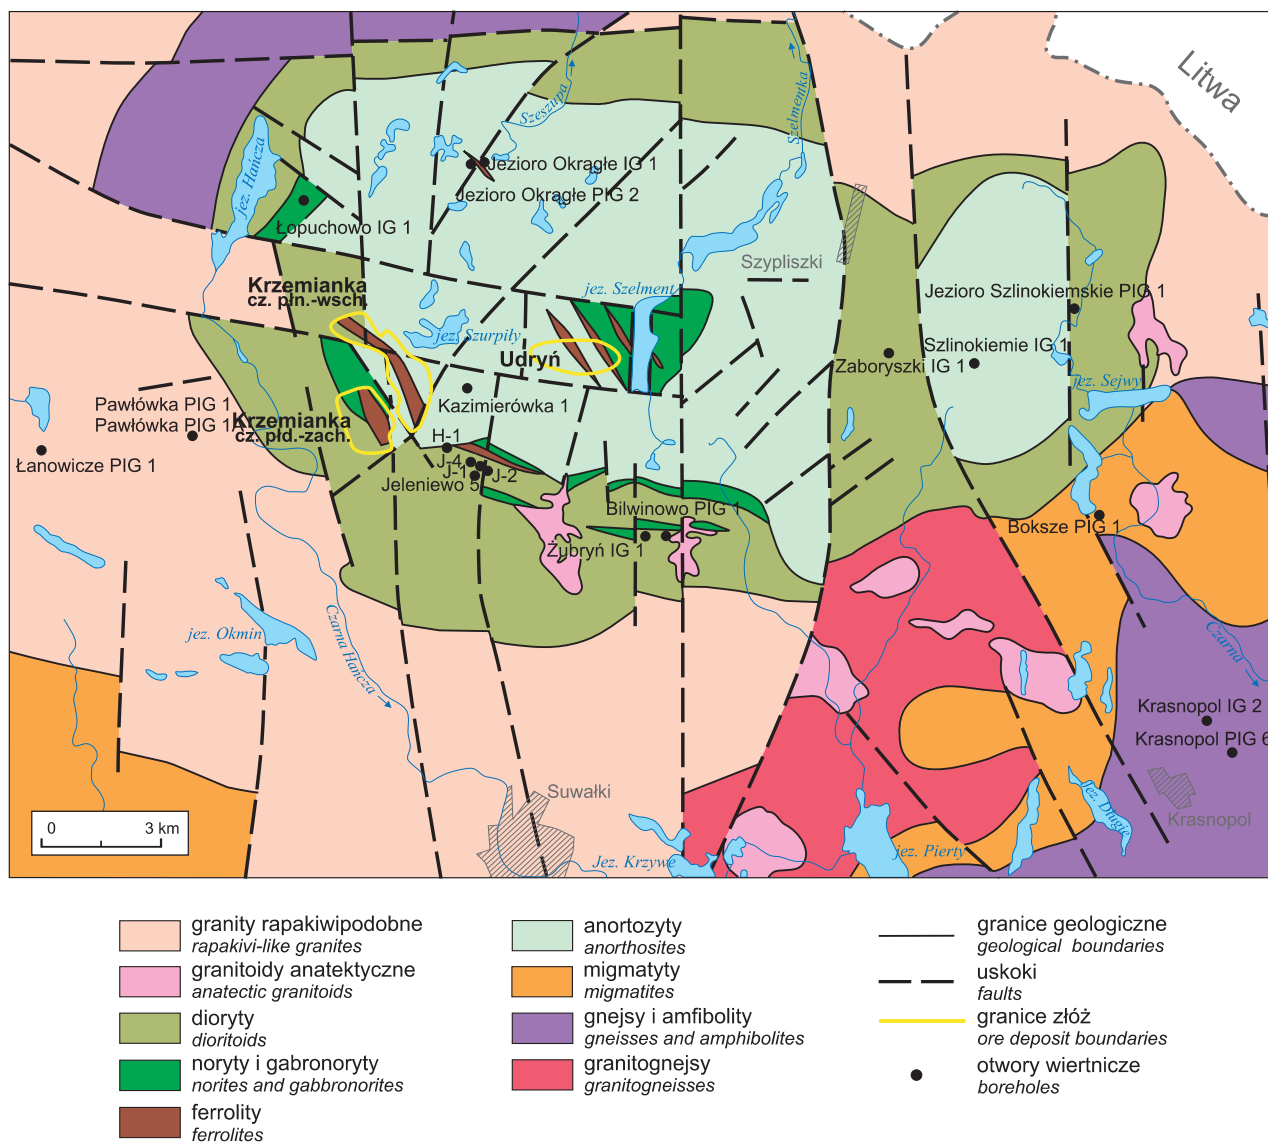 Litwa
Szeszupa
Szelmentka
jez. Hańcza
Jezioro Okrągłe IG 1
Jezioro Okrągłe PIG 2
Łopuchowo IG 1
Szypliszki
Krzemianka
cz. płn.-wsch.
jez. Szelment
Jezioro Szlinokiemskie PIG 1
jez. Szurpiły
Udryń
Szlinokiemie IG 1
Zaboryszki IG 1
jez. Sejwy
Pawłówka PIG 1
Pawłówka PIG 1
Kazimierówka 1
Krzemianka
cz. płd.-zach.
H-1
Łanowicze PIG 1
J-4
J-1
J-2
Jeleniewo 5
Bilwinowo PIG 1
Boksze PIG 1
Żubryń IG 1
jez. Okmin
Czarna Hańcza
Czarna
Krasnopol IG 2
Krasnopol PIG 6
Suwałki
Jez. Długie
Krasnopol
0 3 km
Jez. Krzywe
jez. Pierty
granity rapakiwipodobne
rapakivi-like granites
granitoidy anatektyczne
anatectic granitoids
dioryty
dioritoids
noryty i gabronoryty
norites and gabbronorites
ferrolity
ferrolites
anortozyty
anorthosites
migmatyty
migmatites
gnejsy i amfibolity
gneisses and amphibolites
granitognejsy
granitogneisses
granice geologiczne
geological boundaries
uskoki
faults
granice złóż
ore deposit boundaries
otwory wiertnicze
boreholes